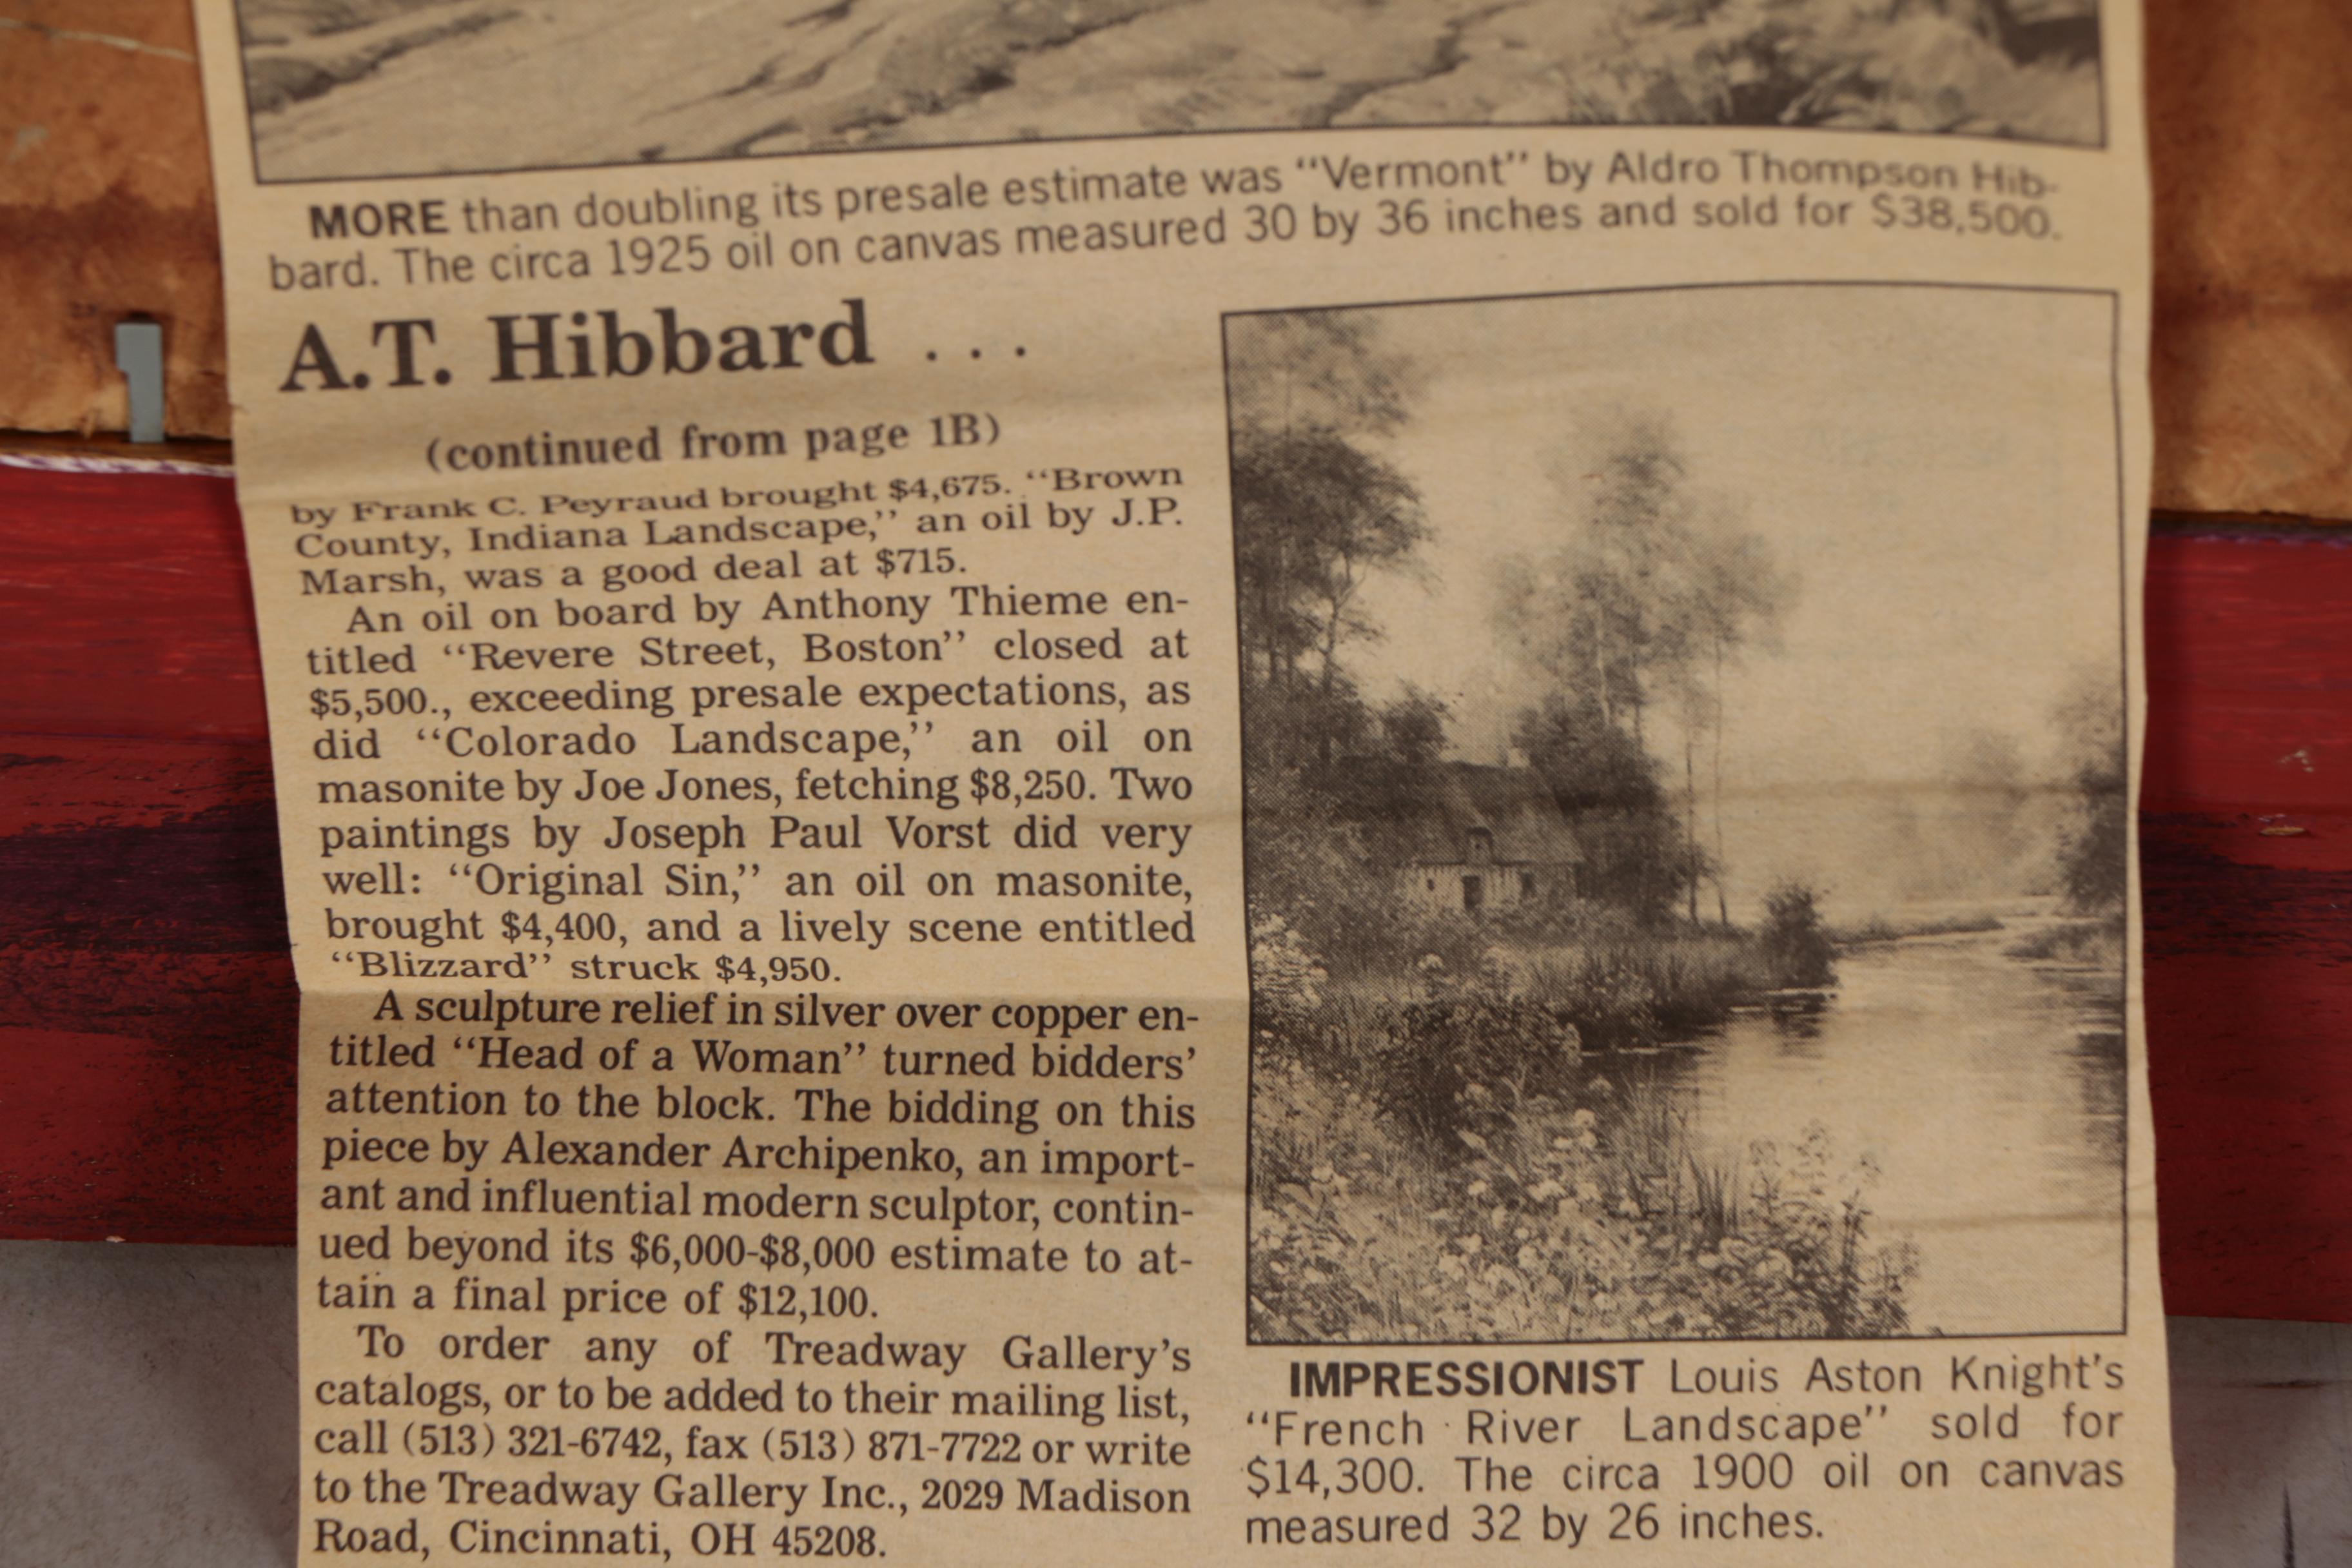 MORE than doubling its presale estimate was "Vermont" by Aldro Thompson Hib-
bard. The circa 1925 oil on canvas measured 30 by 36 inches and sold for $38,500.
A.T. Hibbard . . .
(continued from page 1B)
by Frank C. Peyraud brought $4,675. "Brown
County, Indiana Landscape," an oil by J.P.
Marsh, was a good deal at $715.
An oil on board by Anthony Thieme en-
titled "Revere Street, Boston" closed at
$5,500., exceeding presale expectations, as
did "Colorado Landscape," an oil on
masonite by Joe Jones, fetching $8,250. Two
paintings by Joseph Paul Vorst did very
well: "Original Sin," an oil on masonite,
brought $4,400, and a lively scene entitled
"Blizzard" struck $4,950.
A sculpture relief in silver over copper en-
titled "Head of a Woman" turned bidders'
attention to the block. The bidding on this
piece by Alexander Archipenko, an import-
ant and influential modern sculptor, contin-
ued beyond its $6,000-$8,000 estimate to at-
tain a final price of $12,100.
To order any of Treadway Gallery's
catalogs, or to be added to their mailing list,
call (513) 321-6742, fax (513) 871-7722 or write
to the Treadway Gallery Inc., 2029 Madison
Road, Cincinnati, OH 45208.
IMPRESSIONIST Louis Aston Knight's
"French River Landscape" sold for
$14,300. The circa 1900 oil on canvas
measured 32 by 26 inches.